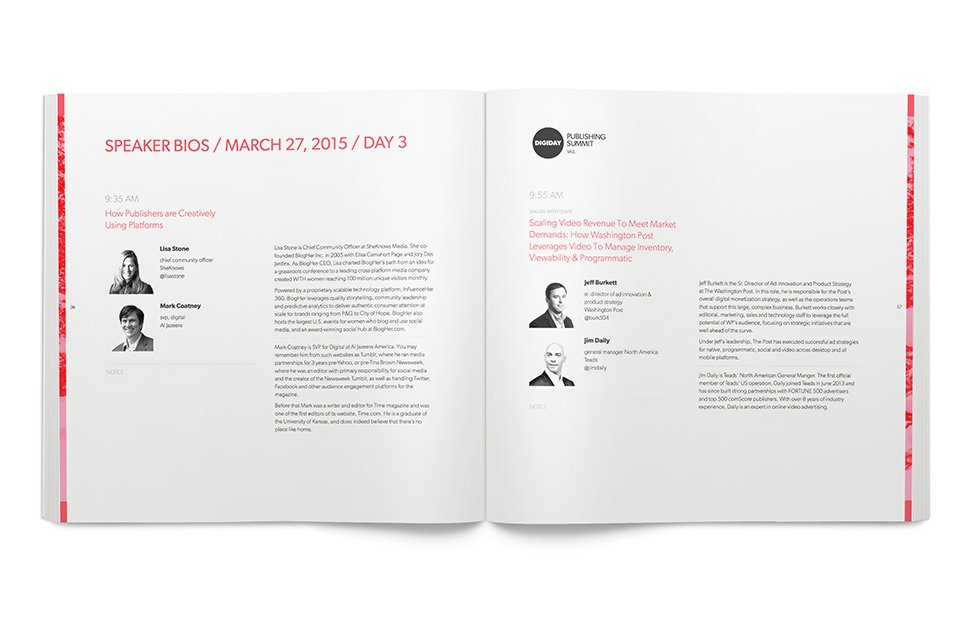 SPEAKER BIOS / MARCH 27, 2015 / DAY 3
9:35 AM
How Publishers are Creatively
Using Platforms
Lisa Stone
chief community officer
SheKnows
@lisastone
Mark Coatney
svp, digital
Al Jazeera
NOTES
36
Lisa Stone is Chief Community Officer at SheKnows Media. She co-
founded BlogHer Inc. in 2005 with Elisa Camahort Page and Jory Des
Jardins. As BlogHer CEO, Lisa charted BlogHer's path from an idea for
a grassroots conference to a leading cross-platform media company
created WITH women reaching 100 million unique visitors monthly.
Powered by a proprietary scalable technology platform, InfluenceHer
360, BlogHer leverages quality storytelling, community leadership
and predictive analytics to deliver authentic consumer attention at
scale for brands ranging from P&G to City of Hope. BlogHer also
hosts the largest U.S. events for women who blog and use social
media, and an award-winning social hub at BlogHer.com.
Mark Coatney is SVP for Digital at Al Jazeera America. You may
remember him from such websites as Tumblr, where he ran media
partnerships for 3 years preYahoo, or pre-Tina Brown Newsweek,
where he was an editor with primary responsibility for social media
and the creator of the Newsweek Tumblr, as well as handling Twitter,
Facebook and other audience engagement platforms for the
magazine.
Before that Mark was a writer and editor for Time magazine and was
one of the first editors of its website, Time.com. He is a graduate of
the University of Kansas, and does indeed believe that there's no
place like home.
DIGIDAY
PUBLISHING
SUMMIT
VAIL
9:55 AM
DIALOG WITH TEADS
Scaling Video Revenue To Meet Market
Demands: How Washington Post
Leverages Video To Manage Inventory,
Viewability & Programmatic
Jeff Burkett
sr. director of ad innovation &
product strategy
Washington Post
@burk504
Jim Daily
general manager North America
Teads
@jimdaily
NOTES
Jeff Burkett is the Sr. Director of Ad Innovation and Product Strategy
at The Washington Post. In this role, he is responsible for the Post's
overall digital monetization strategy, as well as the operations teams
that support this large, complex business. Burkett works closely with
editorial, marketing, sales and technology staff to leverage the full
potential of WP's audience, focusing on strategic initiatives that are
well ahead of the curve.
Under Jeff's leadership, The Post has executed successful ad strategies
for native, programmatic, social and video across desktop and all
mobile platforms.
Jim Daily is Teads' North American General Manger. The first official
member of Teads' US operation, Daily joined Teads in June 2013 and
has since built strong partnerships with FORTUNE 500 advertisers
and top 500 comScore publishers. With over 8 years of industry
experience, Daily is an expert in online video advertising.
37